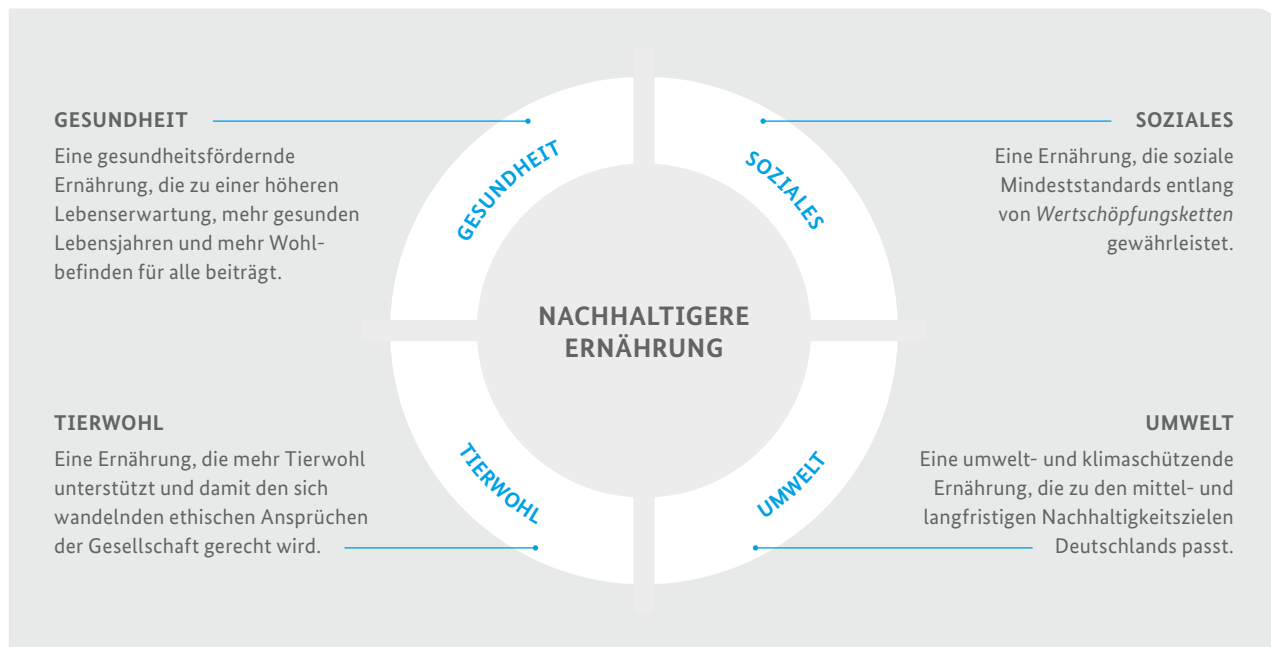 GESUNDHEIT
Eine gesundheitsfördernde
Ernährung, die zu einer höheren
Lebenserwartung, mehr gesunden
Lebensjahren und mehr Wohl-
befinden für alle beiträgt.
GESUNDHEIT
SOZIALES
SOZIALES
Eine Ernährung, die soziale
Mindeststandards entlang
von Wertschöpfungsketten
gewährleistet.
NACHHALTIGERE
ERNÄHRUNG
TIERWOHL
Eine Ernährung, die mehr Tierwohl
unterstützt und damit den sich
wandelnden ethischen Ansprüchen
der Gesellschaft gerecht wird.
TIERWOHL
UMWELT
UMWELT
Eine umwelt- und klimaschützende
Ernährung, die zu den mittel- und
langfristigen Nachhaltigkeitszielen
Deutschlands passt.